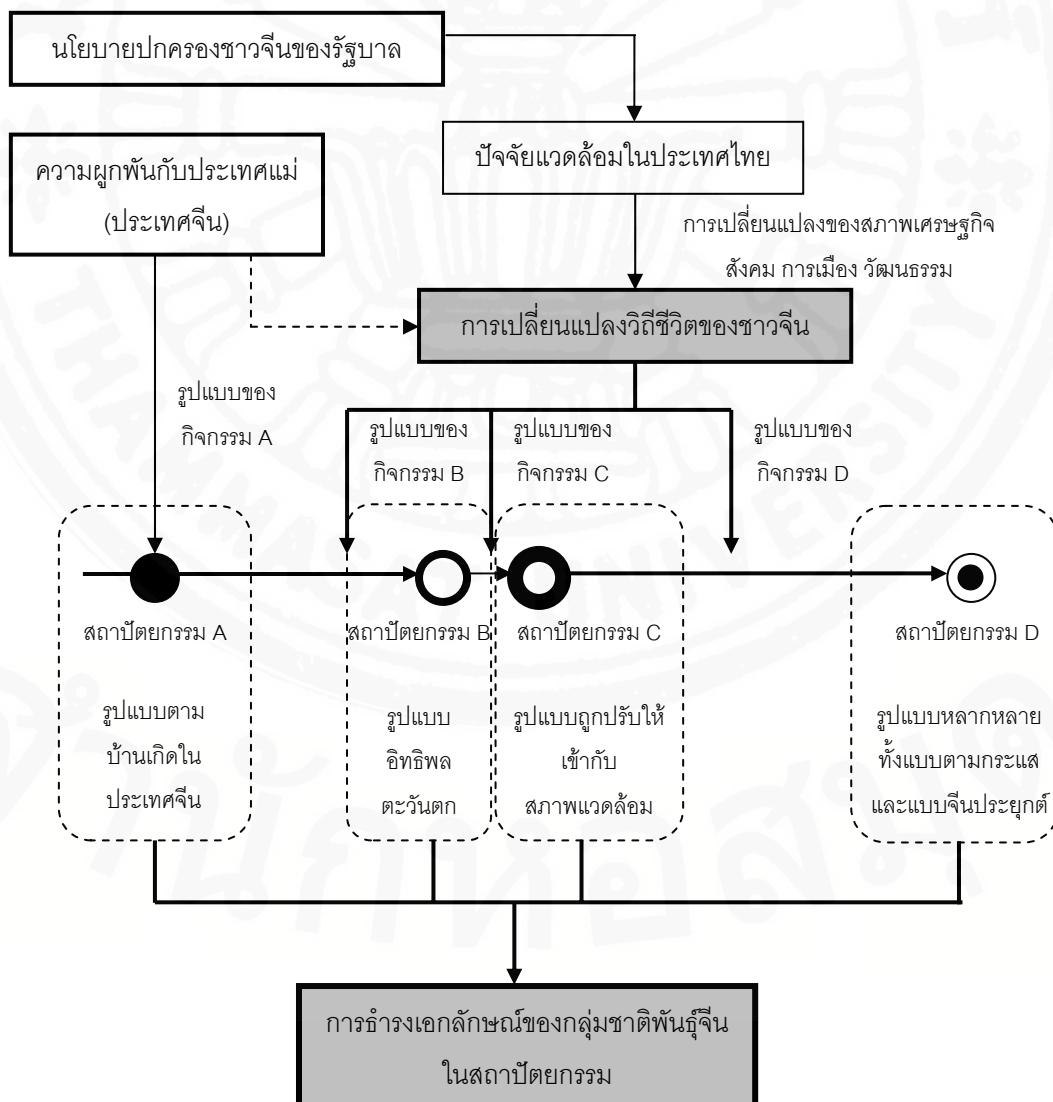 นโยบายปกครองชาวจีนของรัฐบาล
ความผูกพันกับประเทศแม่
(ประเทศจีน)
ปัจจัยแวดล้อมในประเทศไทย
การเปลี่ยนแปลงของสภาพเศรษฐกิจ
สังคม การเมือง วัฒนธรรม
การเปลี่ยนแปลงวิถีชีวิตของชาวจีน
รูปแบบของ
กิจกรรม A
รูปแบบของ
กิจกรรม B
รูปแบบของ
กิจกรรม C
รูปแบบของ
กิจกรรม D
สถาปัตยกรรม A
รูปแบบตาม
บ้านเกิดใน
ประเทศจีน
สถาปัตยกรรม B
รูปแบบ
อิทธิพล
ตะวันตก
สถาปัตยกรรม C
รูปแบบถูกปรับให้
เข้ากับ
สภาพแวดล้อม
สถาปัตยกรรม D
รูปแบบหลากหลาย
ทั้งแบบตามกระแส
และแบบจีนประยุกต์
การธำรงเอกลักษณ์ของกลุ่มชาติพันธุ์จีน
ในสถาปัตยกรรม
THAMMASAT UNIVERSITY
สำนักหอสมุด